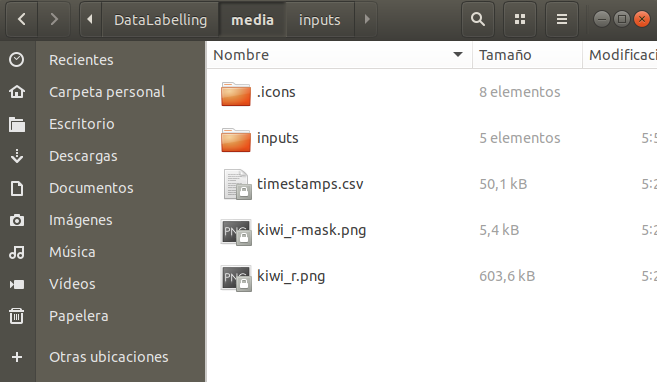 DataLabelling media inputs
Nombre Tamaño Modificaci
Recientes
Carpeta personal
Escritorio
Descargas
Documentos
Imágenes
Música
Vídeos
Papelera
Otras ubicaciones
.icons 8 elementos
inputs 5 elementos 5:5
timestamps.csv 50,1 kB 5:2
PNG kiwi_r-mask.png 5,4 kB 5:2
PNG kiwi_r.png 603,6 kB 5:2